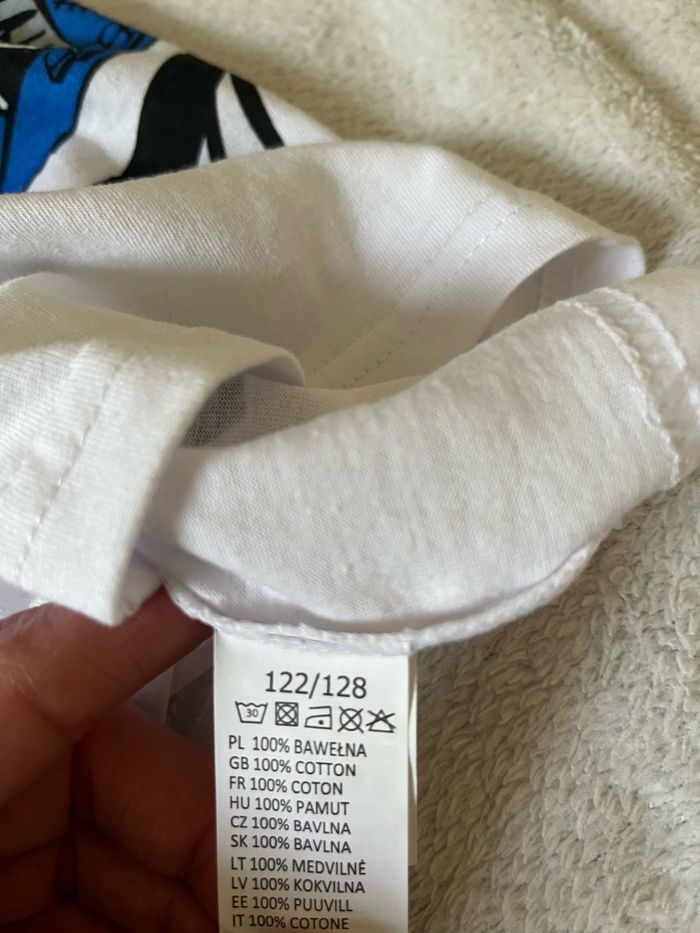 122/128
30
PL 100% BAWEŁNA
GB 100% COTTON
FR 100% COTON
HU 100% PAMUT
CZ 100% BAVLNA
SK 100% BAVLNA
LT 100% MEDVILNĖ
LV 100% KOKVILNA
EE 100% PUUVILL
IT 100% COTONE